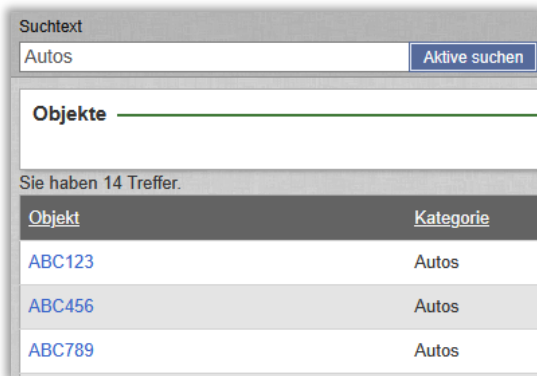 Suchtext
Autos Aktive suchen
Objekte
Sie haben 14 Treffer.
Objekt Kategorie
ABC123 Autos
ABC456 Autos
ABC789 Autos